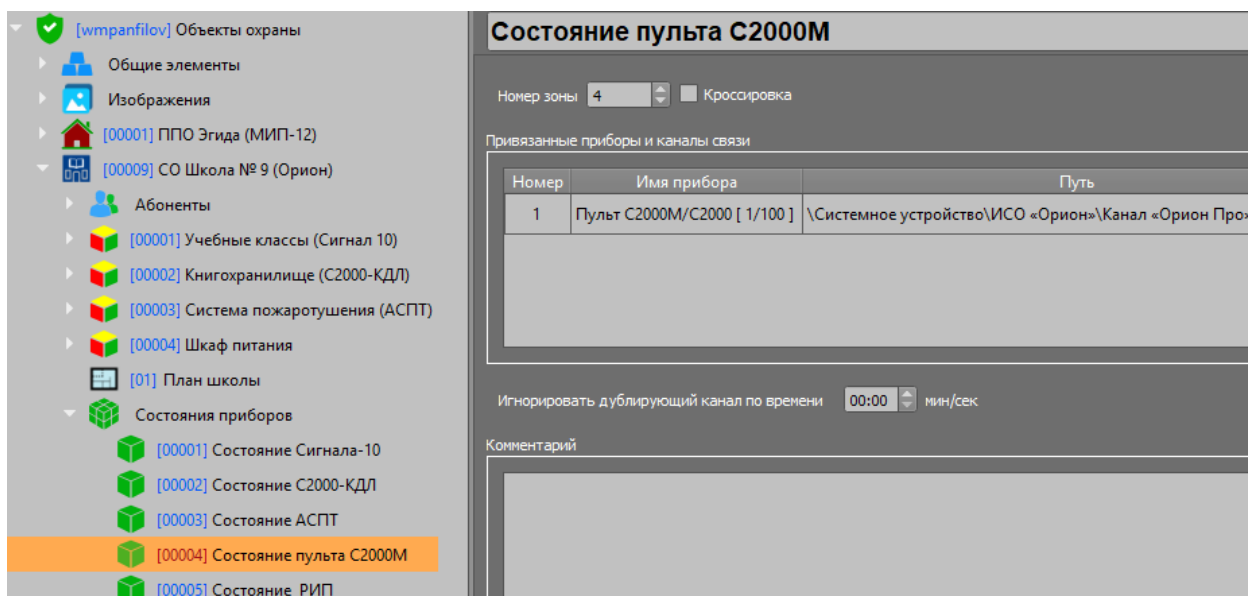 [wmpanfilov] Объекты охраны
Общие элементы
Изображения
[00001] ППО Эгида (МИП-12)
[00009] СО Школа № 9 (Орион)
Абоненты
[00001] Учебные классы (Сигнал 10)
[00002] Книгохранилище (С2000-КДЛ)
[00003] Система пожаротушения (АСПТ)
[00004] Шкаф питания
[01] План школы
Состояния приборов
[00001] Состояние Сигнала-10
[00002] Состояние С2000-КДЛ
[00003] Состояние АСПТ
[00004] Состояние пульта С2000М
[00005] Состояние РИП
Состояние пульта С2000М
Номер зоны 4 Кроссировка
Привязанные приборы и каналы связи
Номер Имя прибора Путь
1 Пульт С2000М/С2000 [ 1/100 ] \Системное устройство\ИСО «Орион»\Канал «Орион Про»
Игнорировать дублирующий канал по времени 00:00 мин/сек
Комментарий